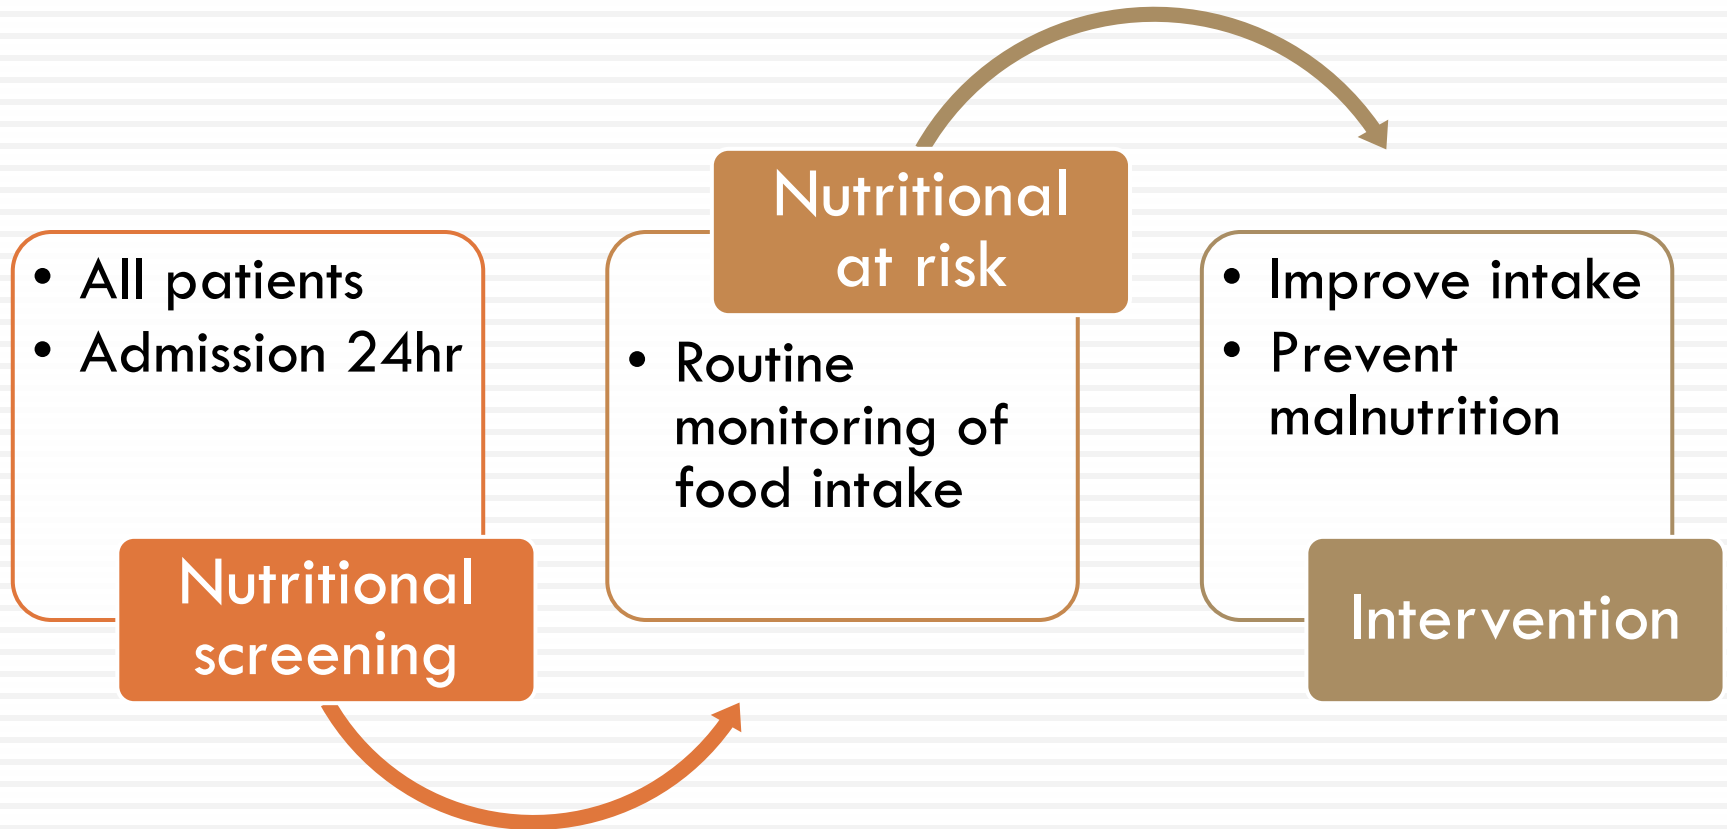 • All patients
• Admission 24hr
Nutritional
screening
Nutritional
at risk
• Routine
monitoring of
food intake
• Improve intake
• Prevent
malnutrition
Intervention